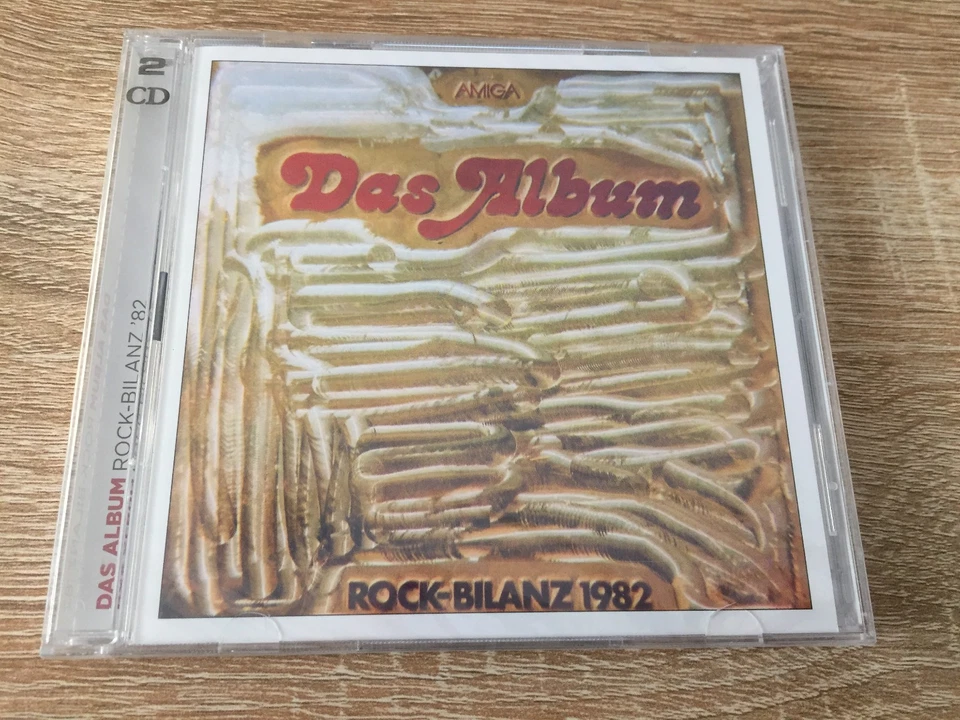 2
CD
AMIGA
Das Album
ROCK-BILANZ 1982
DAS ALBUM ROCK-BILANZ '82